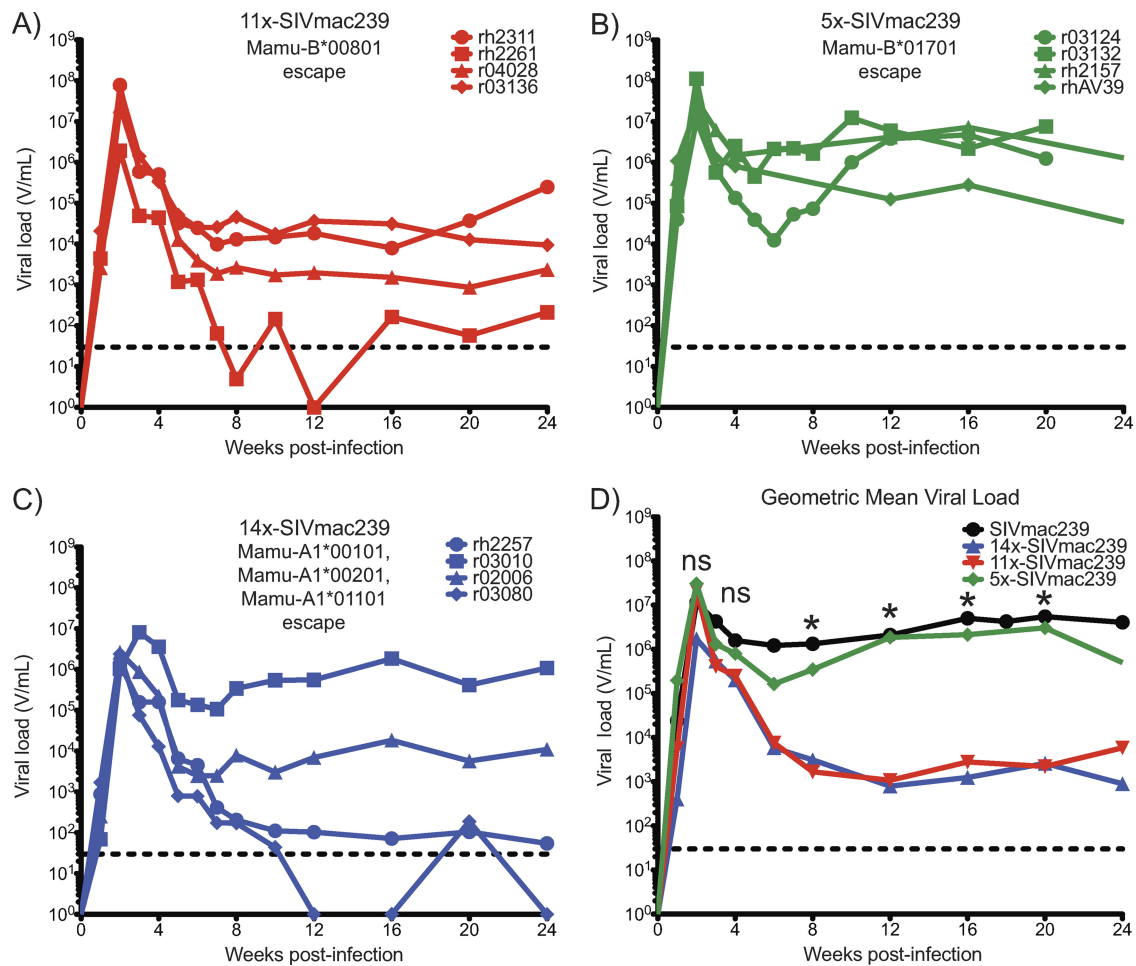 A)
11x-SIVmac239
Mamu-B*00801
escape
rh2311
rh2261
r04028
r03136
Viral load (V/mL)
10⁹
10⁸
10⁷
10⁶
10⁵
10⁴
10³
10²
10¹
10⁰
0 4 8 12 16 20 24
Weeks post-infection
B)
5x-SIVmac239
Mamu-B*01701
escape
r03124
r03132
rh2157
rhAV39
Viral load (V/mL)
10⁹
10⁸
10⁷
10⁶
10⁵
10⁴
10³
10²
10¹
10⁰
0 4 8 12 16 20 24
Weeks post-infection
C)
14x-SIVmac239
Mamu-A1*00101,
Mamu-A1*00201,
Mamu-A1*01101
escape
rh2257
r03010
r02006
r03080
Viral load (V/mL)
10⁹
10⁸
10⁷
10⁶
10⁵
10⁴
10³
10²
10¹
10⁰
0 4 8 12 16 20 24
Weeks post-infection
D)
Geometric Mean Viral Load
SIVmac239
14x-SIVmac239
11x-SIVmac239
5x-SIVmac239
ns
ns
* * * *
Viral load (V/mL)
10⁹
10⁸
10⁷
10⁶
10⁵
10⁴
10³
10²
10¹
10⁰
0 4 8 12 16 20 24
Weeks post-infection